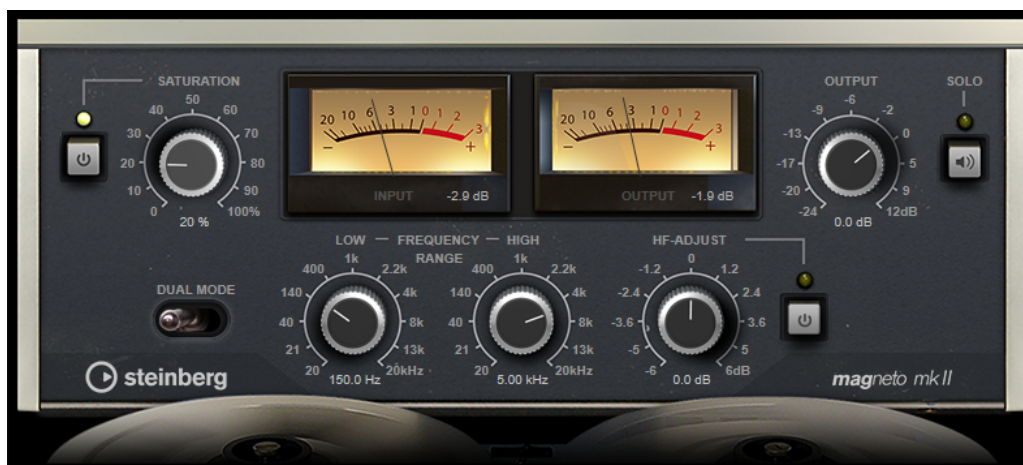 SATURATION
0 10 20 30 40 50 60 70 80 90 100%
20 %
20 10 6 3 1 0 1 2 3
- +
INPUT -2.9 dB
20 10 6 3 1 0 1 2 3
- +
OUTPUT -1.9 dB
OUTPUT
-24 -20 -17 -13 -9 -6 -2 0 5 9 12dB
0.0 dB
SOLO
DUAL MODE
LOW — FREQUENCY — HIGH
RANGE
20 21 40 140 400 1k 2.2k 4k 8k 13k 20kHz
150.0 Hz
20 21 40 140 400 1k 2.2k 4k 8k 13k 20kHz
5.00 kHz
HF-ADJUST
-6 -5 -3.6 -2.4 -1.2 0 1.2 2.4 3.6 5 6dB
0.0 dB
steinberg
magneto mkII